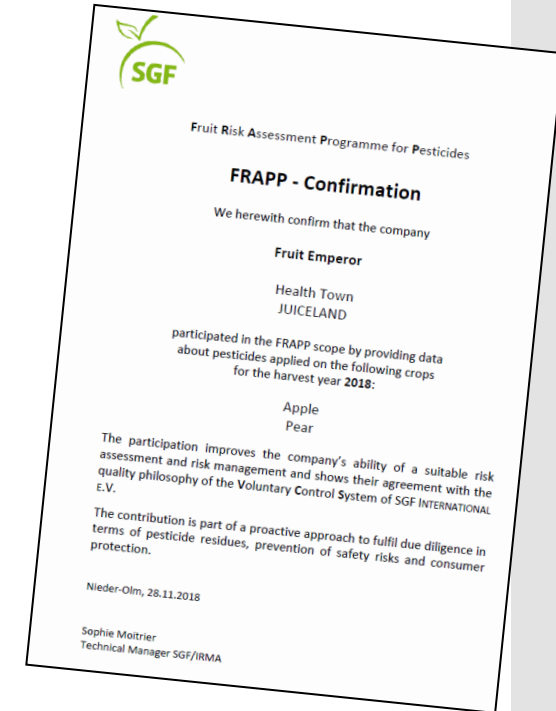 SGF
Fruit Risk Assessment Programme for Pesticides
FRAPP - Confirmation
We herewith confirm that the company
Fruit Emperor
Health Town
JUICELAND
participated in the FRAPP scope by providing data
about pesticides applied on the following crops
for the harvest year 2018:
Apple
Pear
The participation improves the company's ability of a suitable risk
assessment and risk management and shows their agreement with the
quality philosophy of the Voluntary Control System of SGF INTERNATIONAL
E.V.
The contribution is part of a proactive approach to fulfil due diligence in
terms of pesticide residues, prevention of safety risks and consumer
protection.
Nieder-Olm, 28.11.2018
Sophie Moitrier
Technical Manager SGF/IRMA